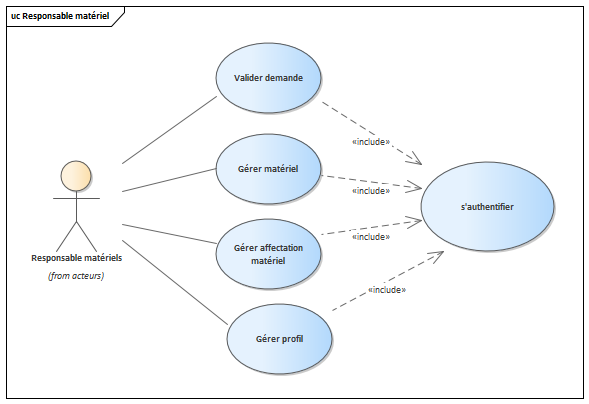 uc Responsable matériel
Valider demande
«include»
Gérer matériel
«include»
s'authentifier
Gérer affectation
matériel
«include»
Responsable matériels
(from acteurs)
«include»
Gérer profil